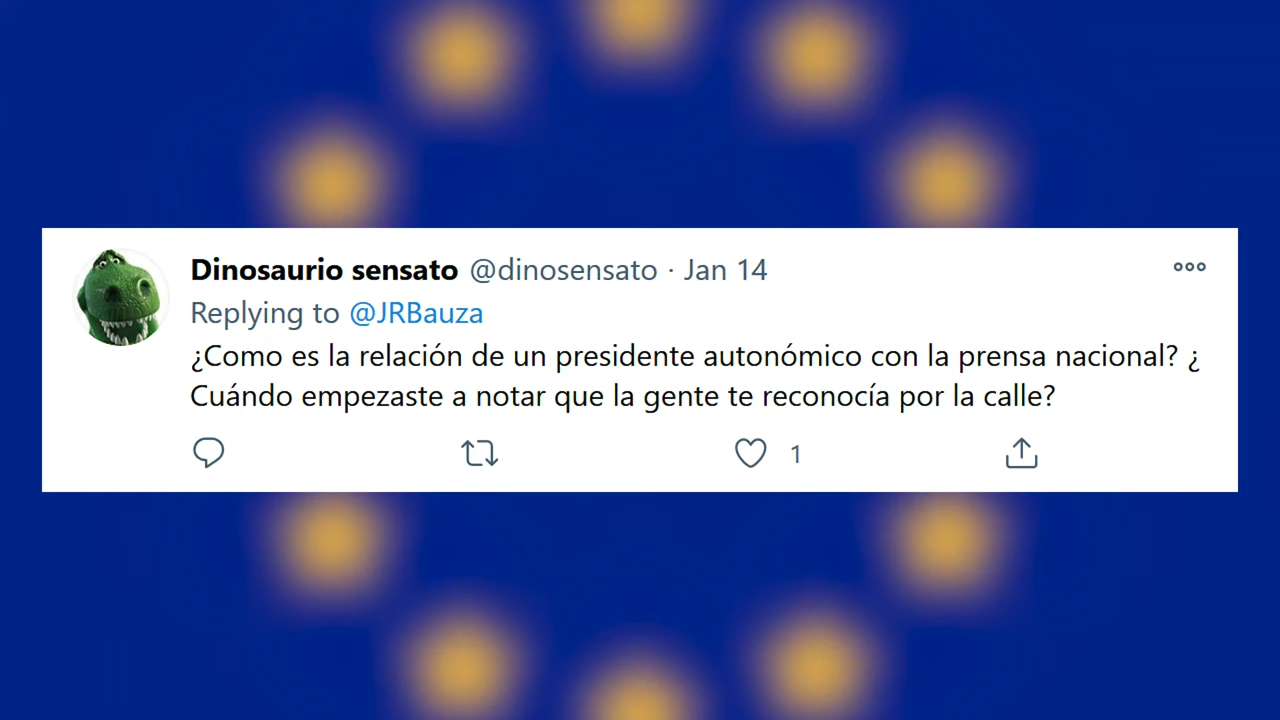 Dinosaurio sensato @dinosensato · Jan 14
Replying to @JRBauza
¿Como es la relación de un presidente autonómico con la prensa nacional? ¿
Cuándo empezaste a notar que la gente te reconocía por la calle?
1